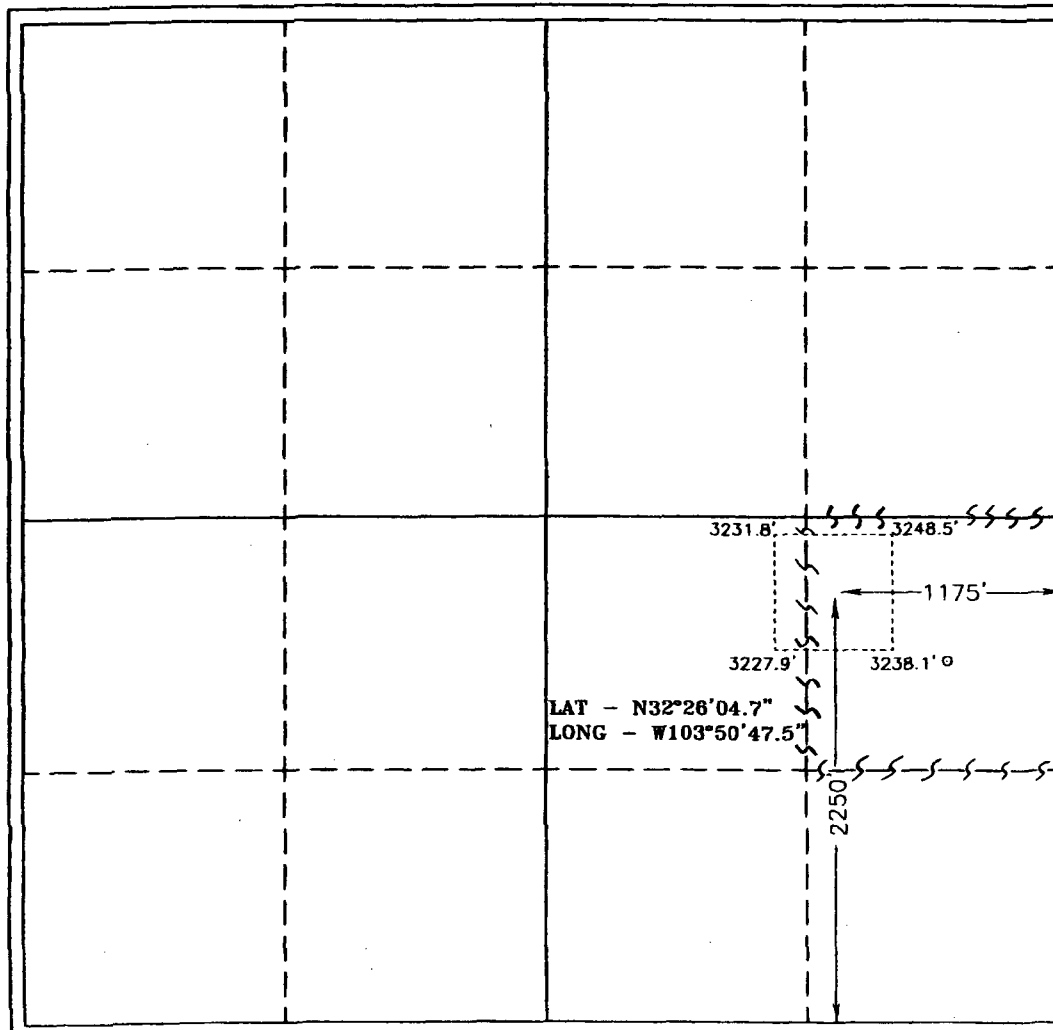 3231.8' 3248.5'
1175'
3227.9' 3238.1'
LAT - N32°26'04.7"
LONG - W103°50'47.5"
2250'